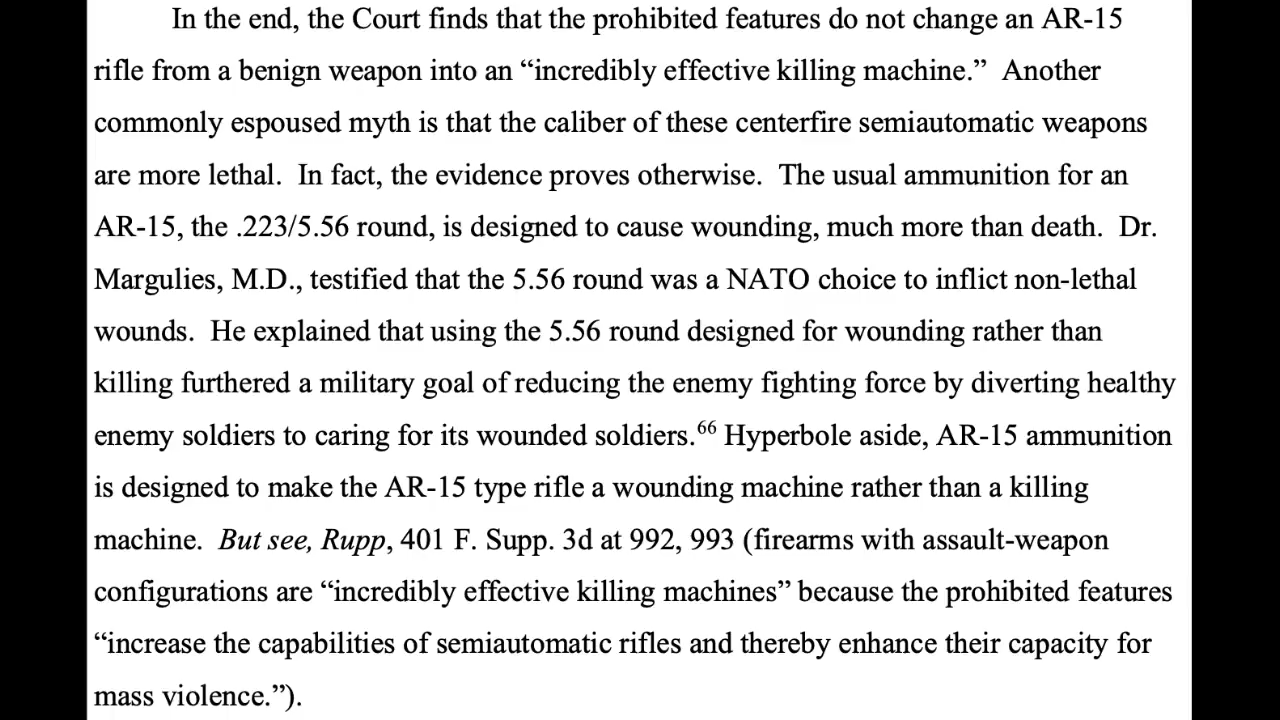 In the end, the Court finds that the prohibited features do not change an AR-15
rifle from a benign weapon into an “incredibly effective killing machine.”  Another
commonly espoused myth is that the caliber of these centerfire semiautomatic weapons
are more lethal.  In fact, the evidence proves otherwise.  The usual ammunition for an
AR-15, the .223/5.56 round, is designed to cause wounding, much more than death.  Dr.
Margulies, M.D., testified that the 5.56 round was a NATO choice to inflict non-lethal
wounds.  He explained that using the 5.56 round designed for wounding rather than
killing furthered a military goal of reducing the enemy fighting force by diverting healthy
enemy soldiers to caring for its wounded soldiers.66 Hyperbole aside, AR-15 ammunition
is designed to make the AR-15 type rifle a wounding machine rather than a killing
machine.  But see, Rupp, 401 F. Supp. 3d at 992, 993 (firearms with assault-weapon
configurations are “incredibly effective killing machines” because the prohibited features
“increase the capabilities of semiautomatic rifles and thereby enhance their capacity for
mass violence.”).